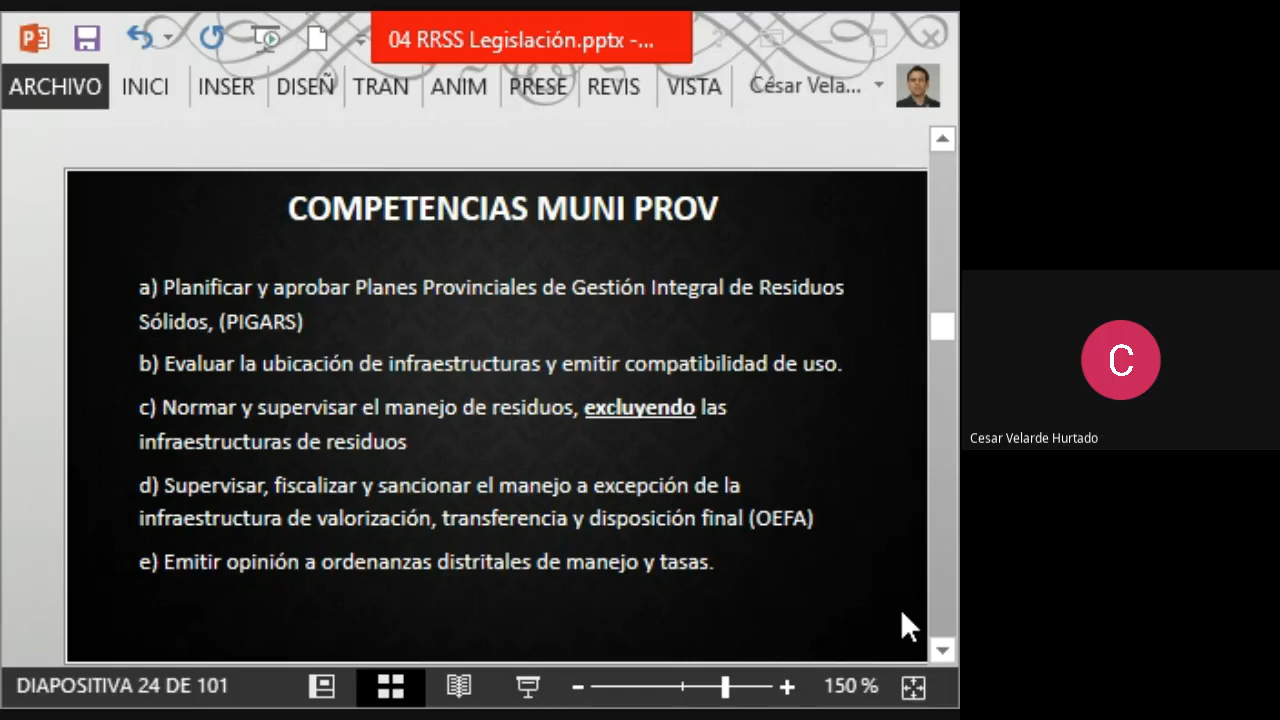 04 RRSS Legislación.pptx -...
ARCHIVO INICI INSER DISEÑ TRAN ANIM PRESE REVIS VISTA César Vela...
COMPETENCIAS MUNI PROV
a) Planificar y aprobar Planes Provinciales de Gestión Integral de Residuos
Sólidos, (PIGARS)
b) Evaluar la ubicación de infraestructuras y emitir compatibilidad de uso.
c) Normar y supervisar el manejo de residuos, excluyendo las
infraestructuras de residuos
d) Supervisar, fiscalizar y sancionar el manejo a excepción de la
infraestructura de valorización, transferencia y disposición final (OEFA)
e) Emitir opinión a ordenanzas distritales de manejo y tasas.
DIAPOSITIVA 24 DE 101
150 %
C
Cesar Velarde Hurtado